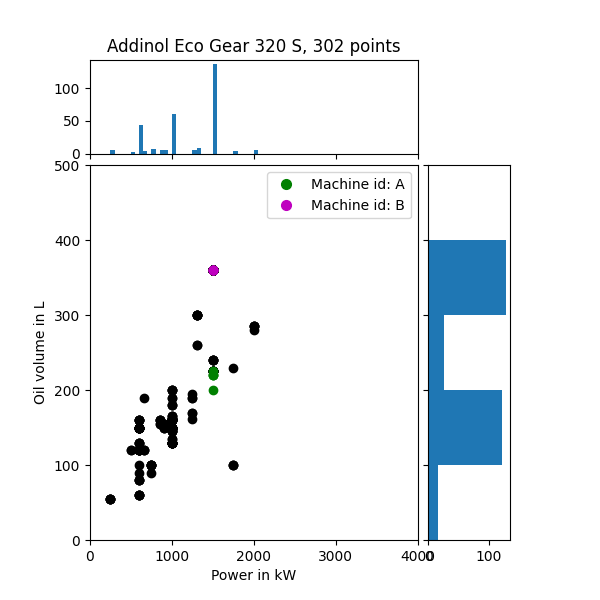 Addinol Eco Gear 320 S, 302 points
100
50
0
500
400
300
200
100
0
Machine id: A
Machine id: B
Oil volume in L
0 1000 2000 3000 4000
0 100
Power in kW